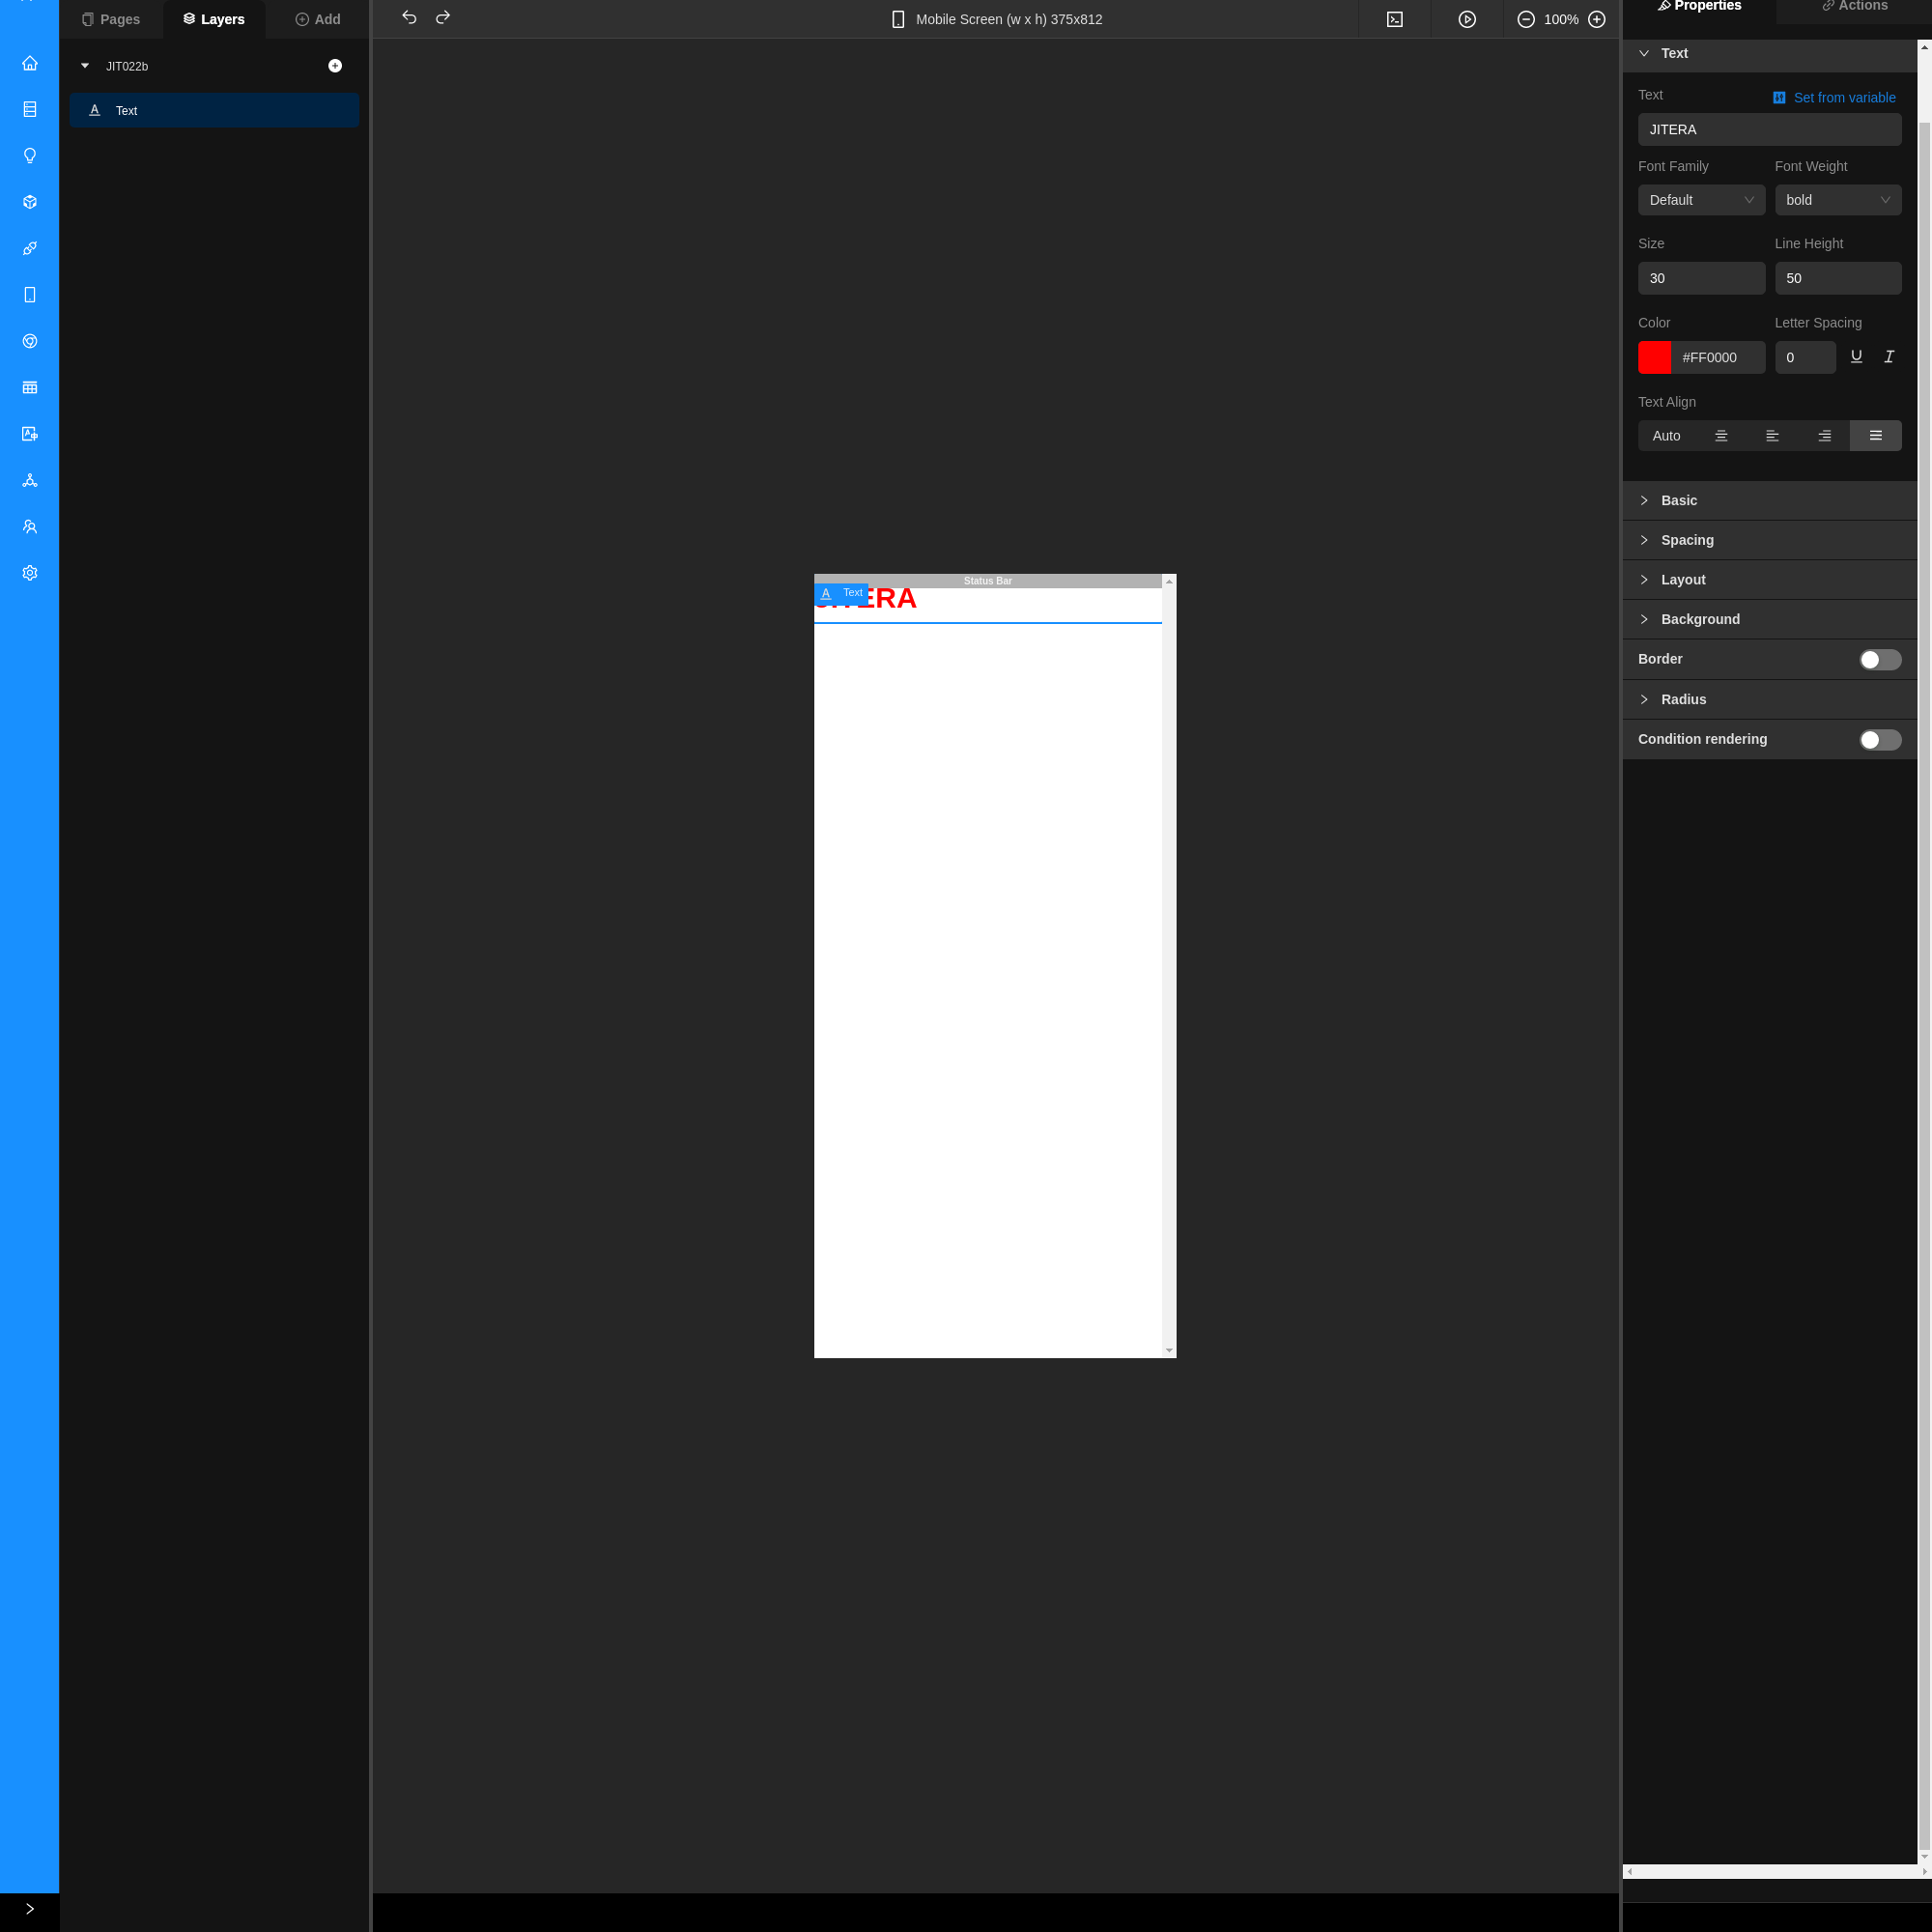 Pages
Layers
Add
Mobile Screen (w x h) 375x812
100%
Properties
Actions
JIT022b
Text
Text
Text
Set from variable
JITERA
Font Family
Font Weight
Default
bold
Size
Line Height
30
50
Color
Letter Spacing
#FF0000
0
Text Align
Auto
Basic
Spacing
Layout
Background
Border
Radius
Condition rendering
Status Bar
Text
JITERA